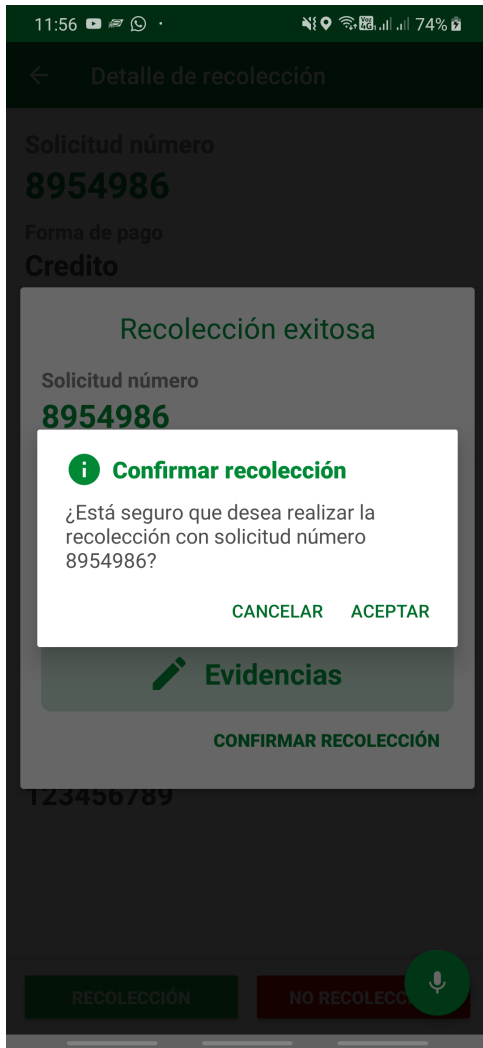 11:56
Voz
4G
74%
Detalle de recolección
Solicitud número
8954986
Forma de pago
Credito
Recolección exitosa
Solicitud número
8954986
Confirmar recolección
¿Está seguro que desea realizar la
recolección con solicitud número
8954986?
CANCELAR ACEPTAR
Evidencias
CONFIRMAR RECOLECCIÓN
123456789
RECOLECCIÓN NO RECOLECC